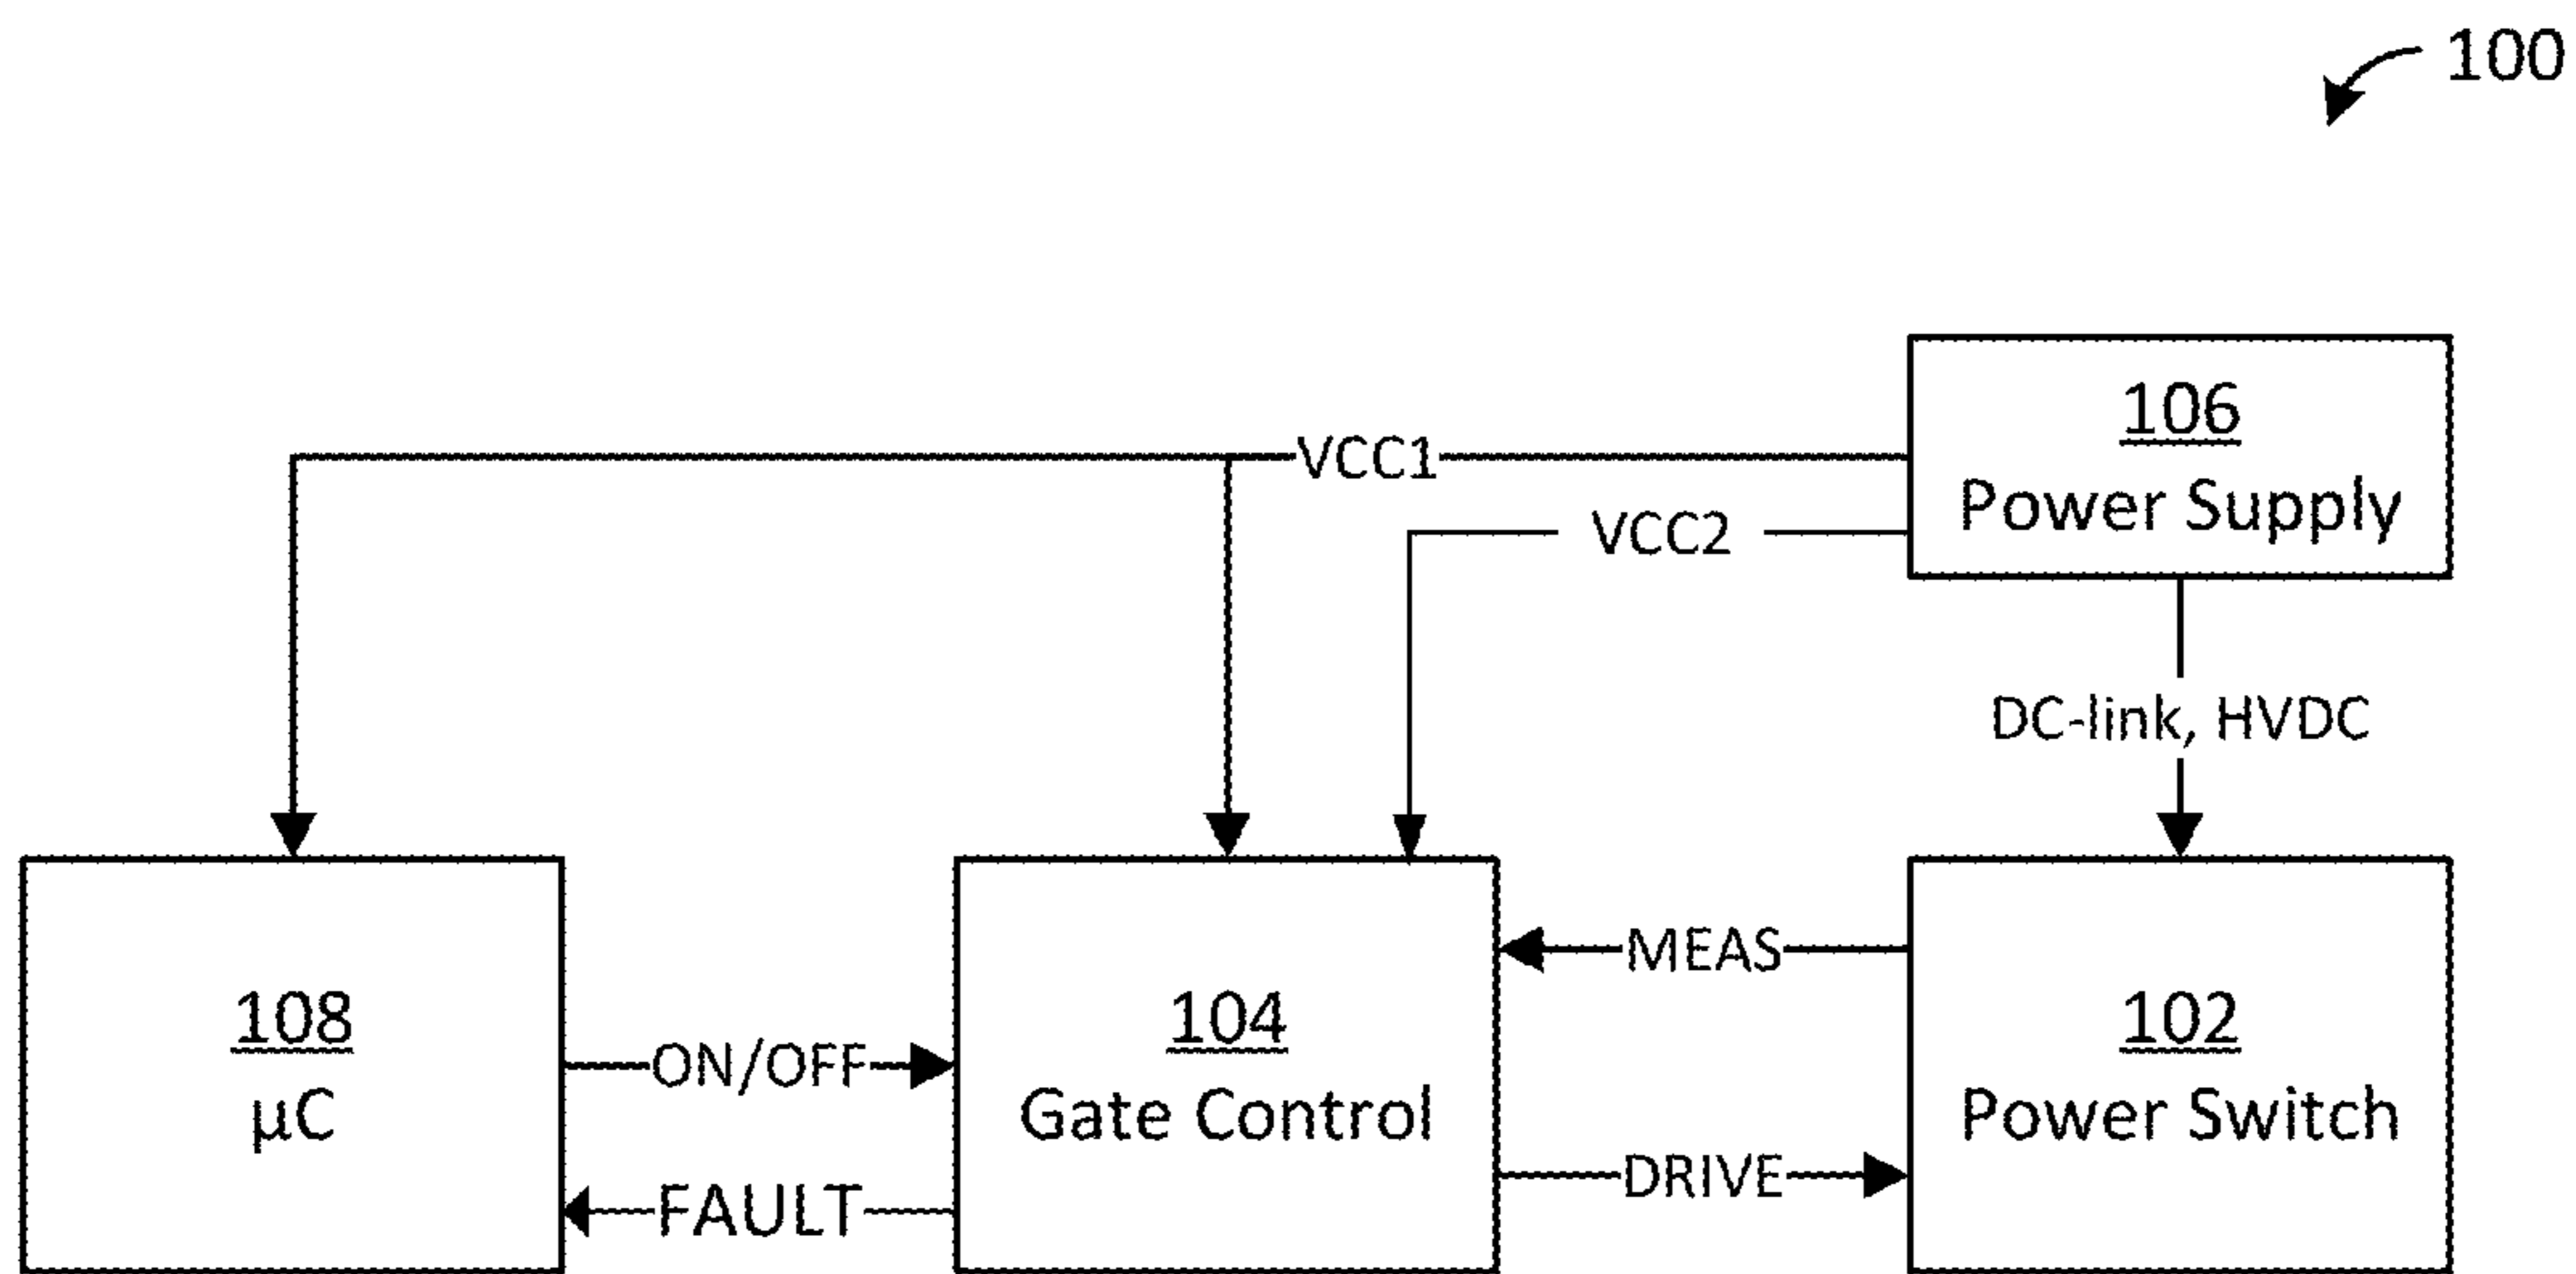 100
106
Power Supply
VCC1
VCC2
DC-link, HVDC
108
µC
ON/OFF
FAULT
104
Gate Control
MEAS
DRIVE
102
Power Switch